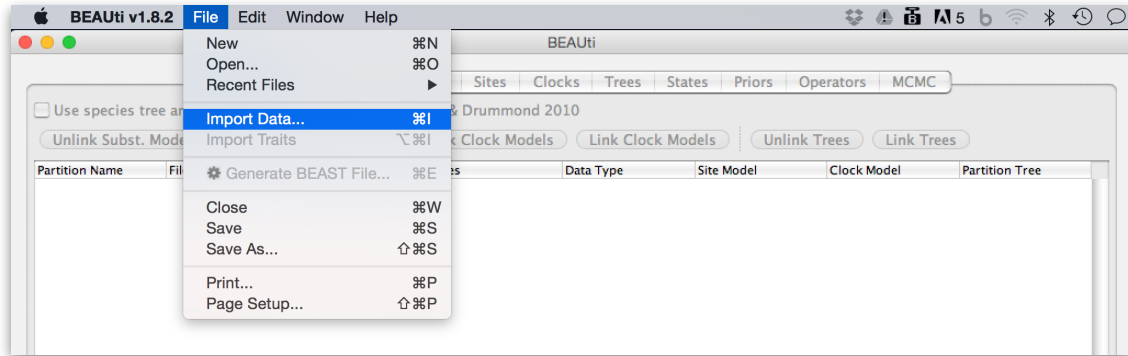 BEAUti v1.8.2 File Edit Window Help 5
BEAUti
New ⌘N
Open... ⌘O
Recent Files ▶
Import Data... ⌘I
Import Traits ⌥⌘I
Generate BEAST File... ⌘E
Close ⌘W
Save ⌘S
Save As... ⇧⌘S
Print... ⌘P
Page Setup... ⇧⌘P
Sites Clocks Trees States Priors Operators MCMC
Use species tree & Drummond 2010
Unlink Subst. Clock Models Link Clock Models Unlink Trees Link Trees
Partition Name Data Type Site Model Clock Model Partition Tree